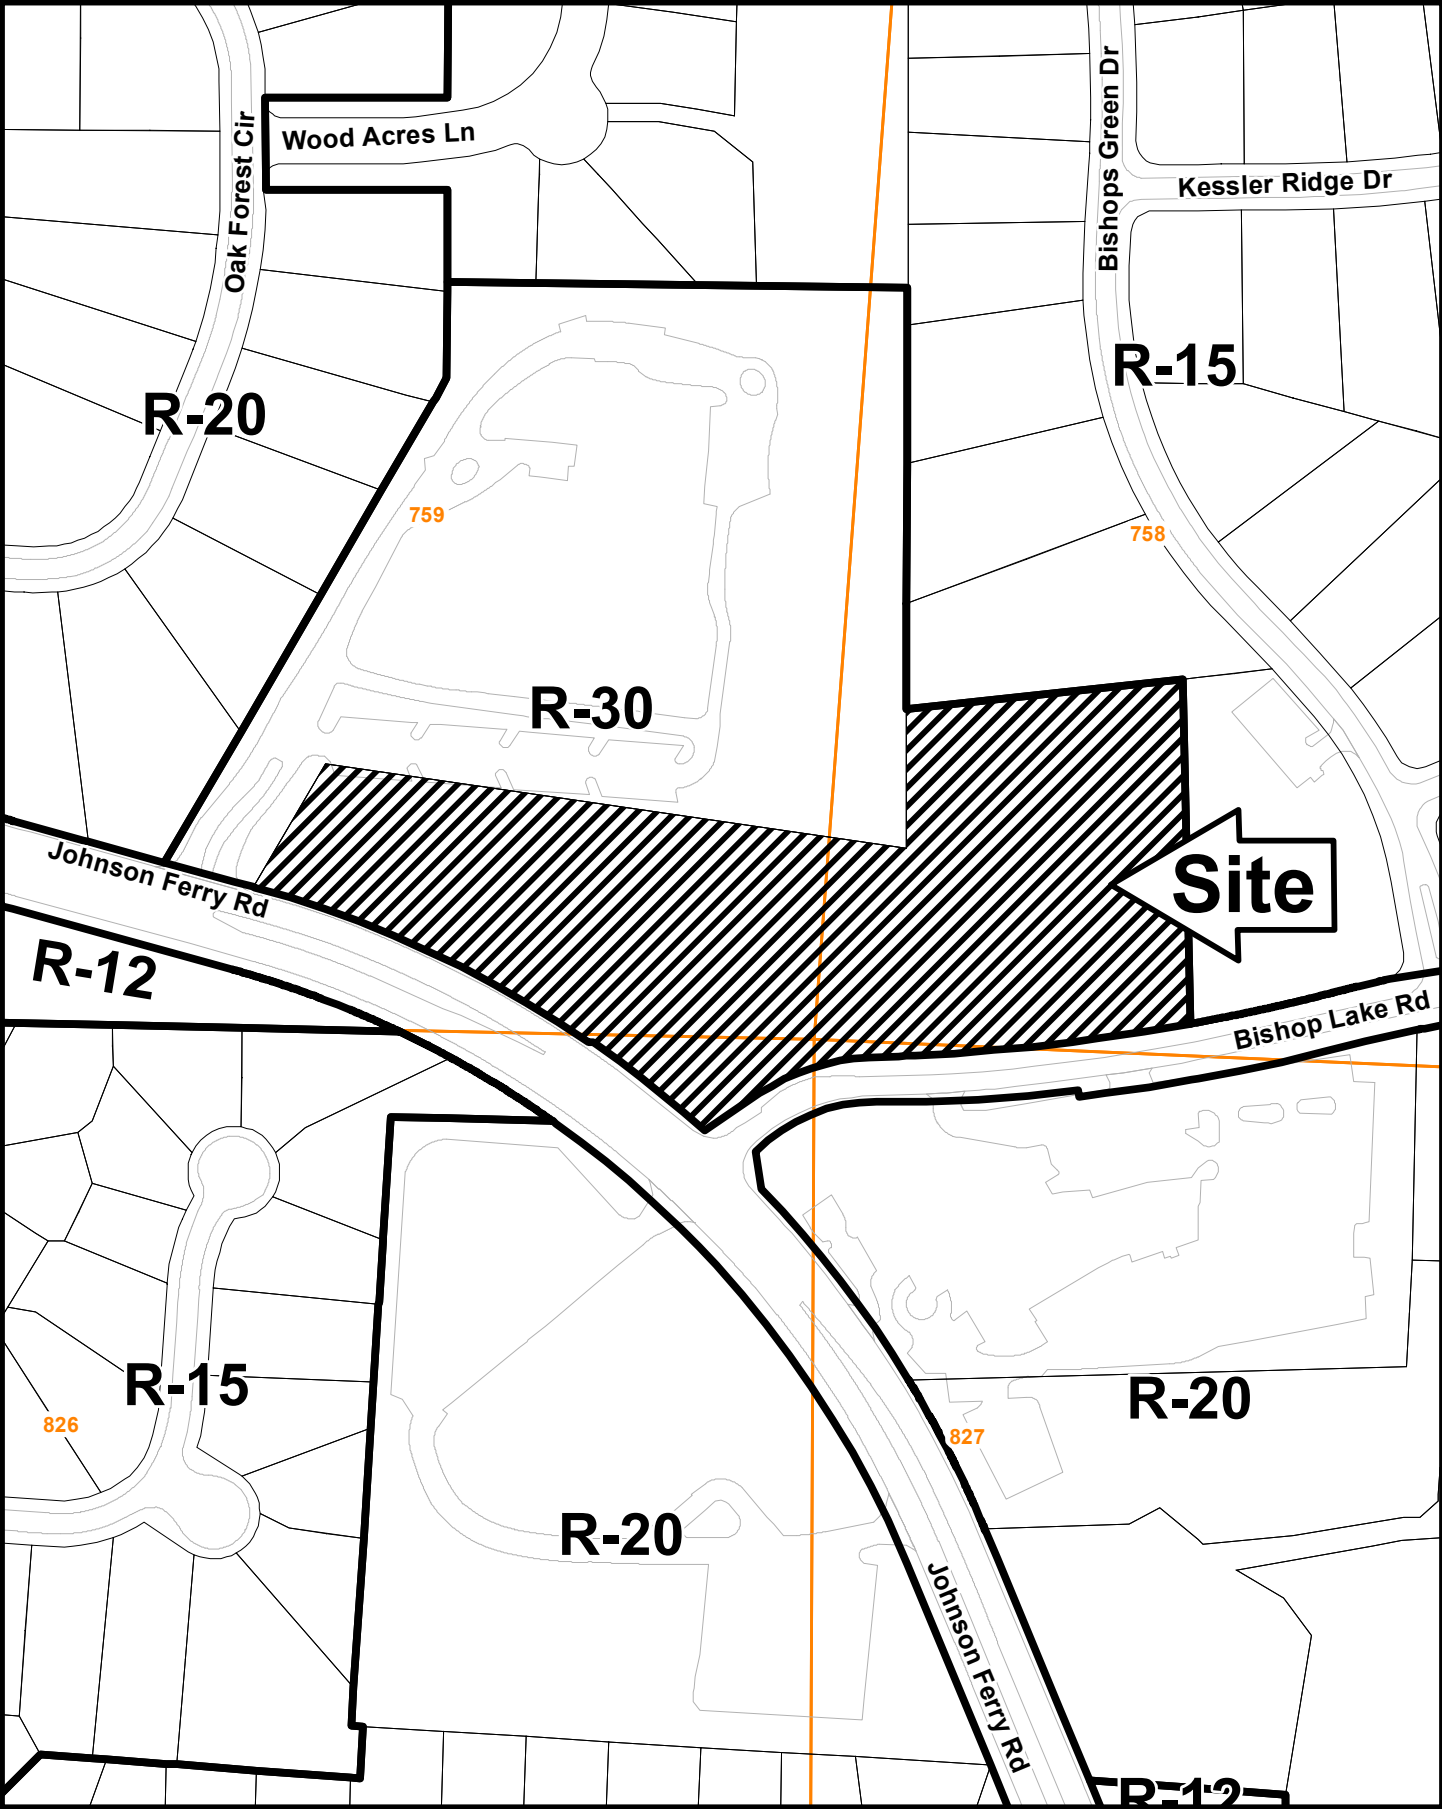 Wood Acres Ln
Oak Forest Cir
Bishops Green Dr
Kessler Ridge Dr
R-15
R-20
759
758
R-30
Site
Johnson Ferry Rd
R-12
Bishop Lake Rd
R-15
826
R-20
827
R-20
Johnson Ferry Rd
R-12